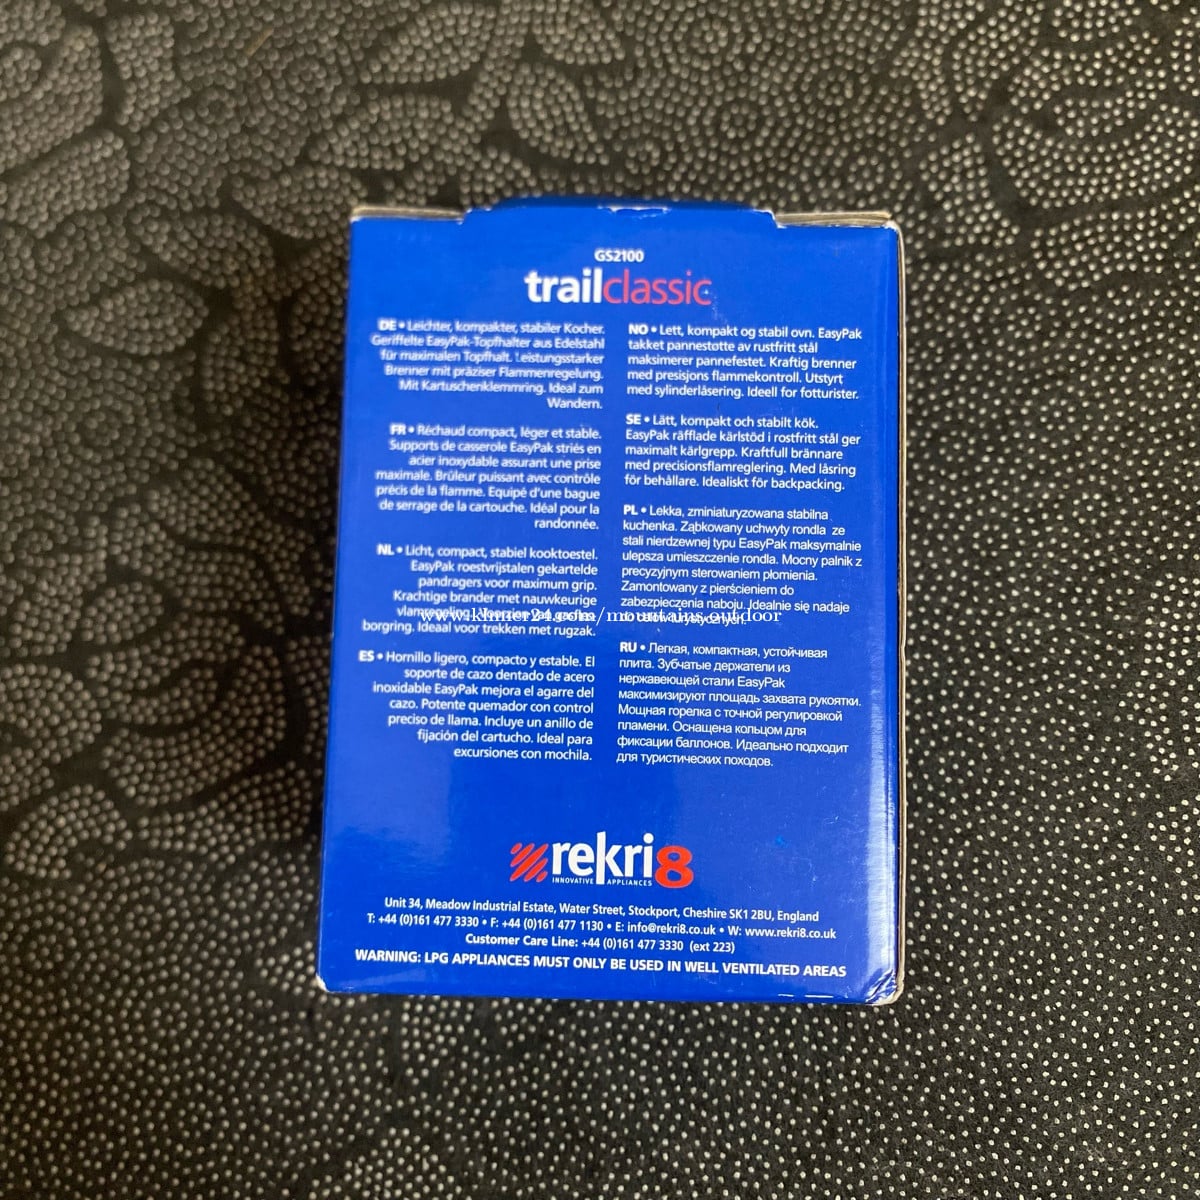 GS2100
trailclassic
DE • Leichter, kompakter, stabiler Kocher.
Geriffelte EasyPak-Topfhalter aus Edelstahl
für maximalen Topfhalt. Leistungsstarker
Brenner mit präziser Flammenregelung.
Mit Kartuschenklemmring. Ideal zum
Wandern.
FR • Réchaud compact, léger et stable.
Supports de casserole EasyPak striés en
acier inoxydable assurant une prise
maximale. Brûleur puissant avec contrôle
précis de la flamme. Equipé d'une bague
de serrage de la cartouche. Idéal pour la
randonnée.
NL • Licht, compact, stabiel kooktoestel.
EasyPak roestvrijstalen gekartelde
pandragers voor maximum grip.
Krachtige brander met nauwkeurige
vlamregeling. Voorzien van gasfles
borgring. Ideaal voor trekken met rugzak.
ES • Hornillo ligero, compacto y estable. El
soporte de cazo dentado de acero
inoxidable EasyPak mejora el agarre del
cazo. Potente quemador con control
preciso de llama. Incluye un anillo de
fijación del cartucho. Ideal para
excursiones con mochila.
NO • Lett, kompakt og stabil ovn. EasyPak
takket pannestøtte av rustfritt stål
maksimerer pannefestet. Kraftig brenner
med presisjons flammekontroll. Utstyrt
med sylinderlåsering. Ideell for fotturister.
SE • Lätt, kompakt och stabilt kök.
EasyPak räfflade kärlstöd i rostfritt stål ger
maximalt kärlgrepp. Kraftfull brännare
med precisionsflamreglering. Med låsring
för behållare. Idealiskt för backpacking.
PL • Lekka, zminiaturyzowana stabilna
kuchenka. Ząbkowany uchwyty rondla ze
stali nierdzewnej typu EasyPak maksymalnie
ulepsza umieszczenie rondla. Mocny palnik z
precyzyjnym sterowaniem płomienia.
Zamontowany z pierścieniem do
zabezpieczenia naboju. Idealnie się nadaje
do celów turystycznych.
RU • Легкая, компактная, устойчивая
плита. Зубчатые держатели из
нержавеющей стали EasyPak
максимизируют площадь захвата рукоятки.
Мощная горелка с точной регулировкой
пламени. Оснащена кольцом для
фиксации баллонов. Идеально подходит
для туристических походов.
www.khmer24.com/mountains.outdoor
rekri8
INNOVATIVE APPLIANCES
Unit 34, Meadow Industrial Estate, Water Street, Stockport, Cheshire SK1 2BU, England
T: +44 (0)161 477 3330 • F: +44 (0)161 477 1130 • E: info@rekri8.co.uk • W: www.rekri8.co.uk
Customer Care Line: +44 (0)161 477 3330 (ext 223)
WARNING: LPG APPLIANCES MUST ONLY BE USED IN WELL VENTILATED AREAS